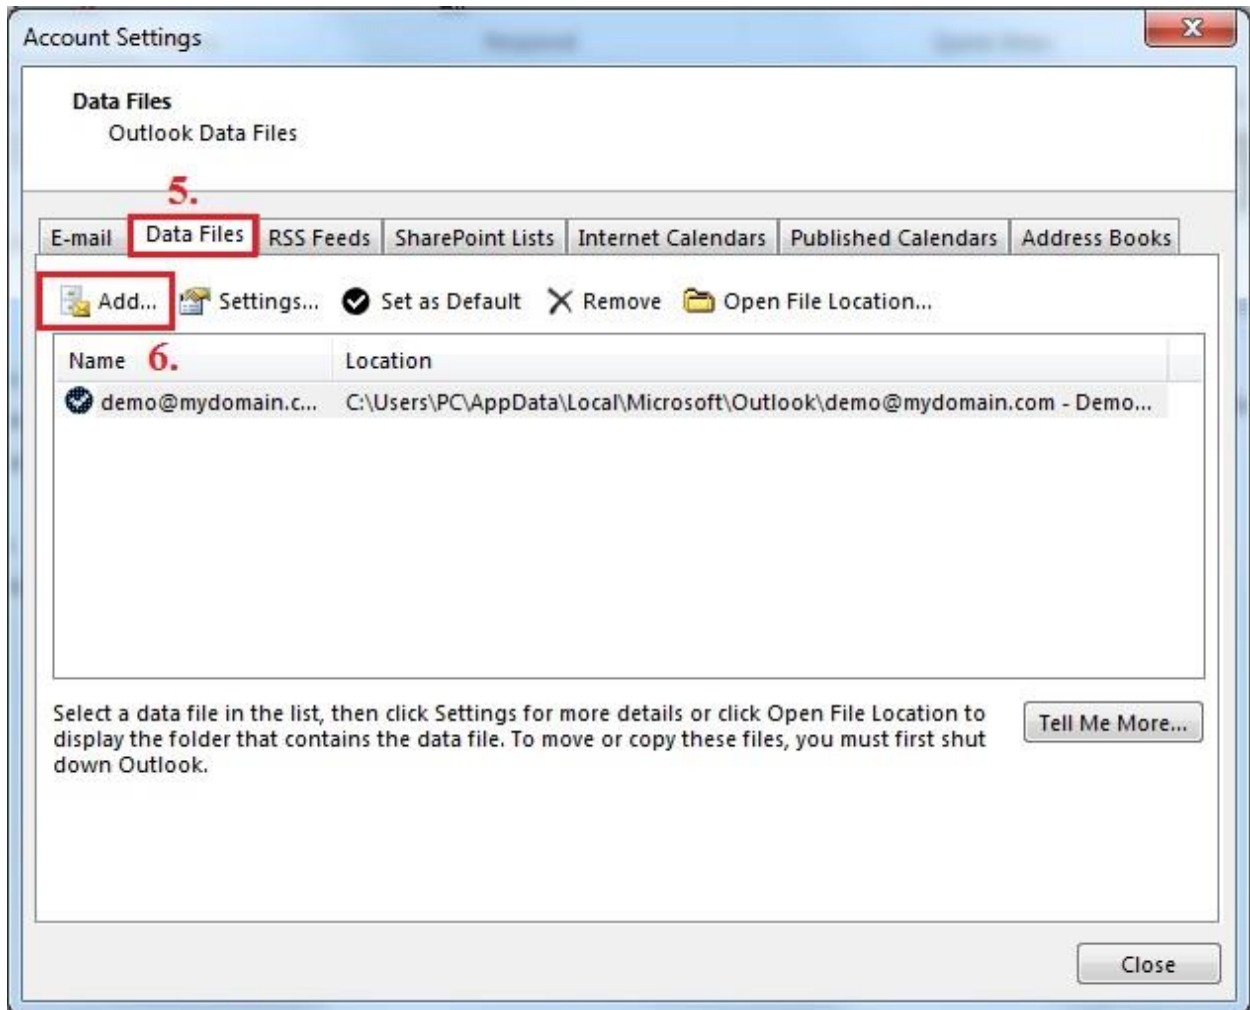 Account Settings
Data Files
Outlook Data Files
5.
E-mail Data Files RSS Feeds SharePoint Lists Internet Calendars Published Calendars Address Books
Add... Settings... Set as Default Remove Open File Location...
Name 6. Location
demo@mydomain.c... C:\Users\PC\AppData\Local\Microsoft\Outlook\demo@mydomain.com - Demo...
Select a data file in the list, then click Settings for more details or click Open File Location to
display the folder that contains the data file. To move or copy these files, you must first shut
down Outlook.
Tell Me More...
Close